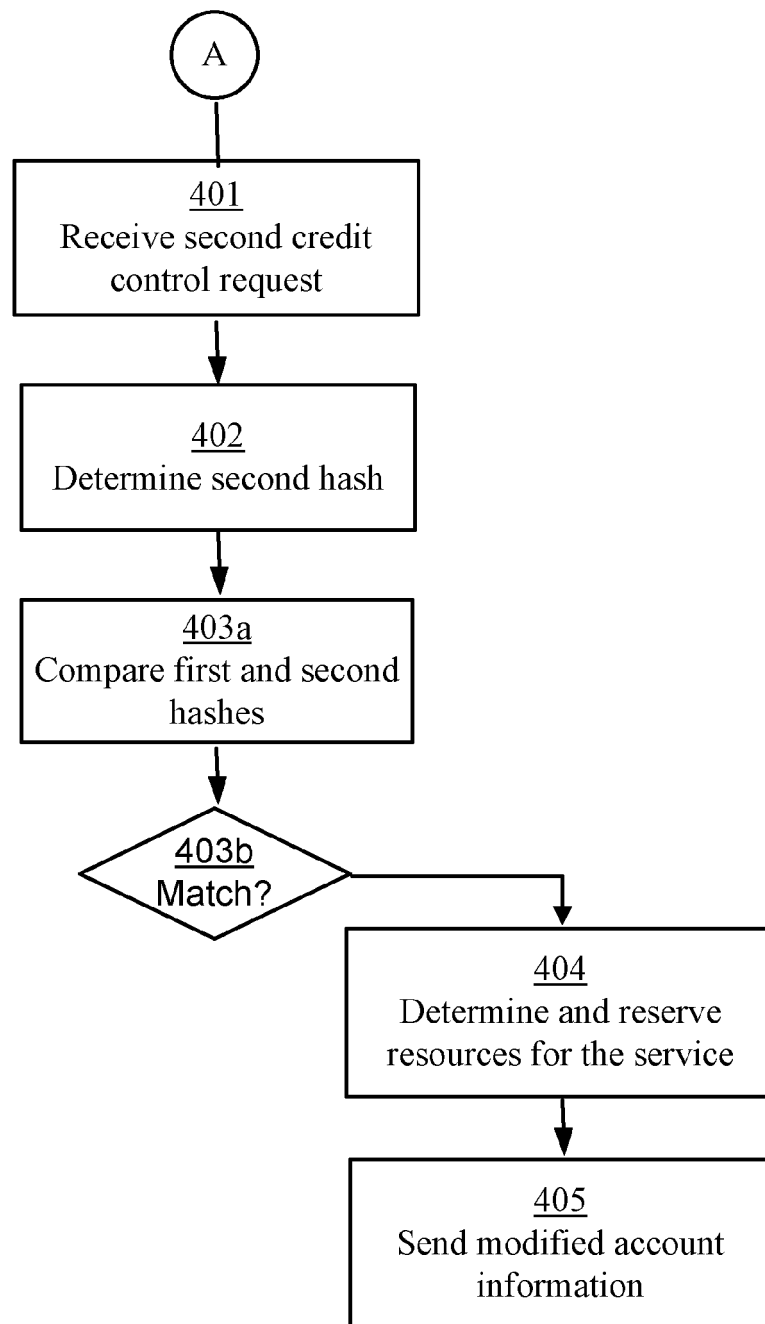 A
401
Receive second credit
control request
402
Determine second hash
403a
Compare first and second
hashes
403b
Match?
404
Determine and reserve
resources for the service
405
Send modified account
information